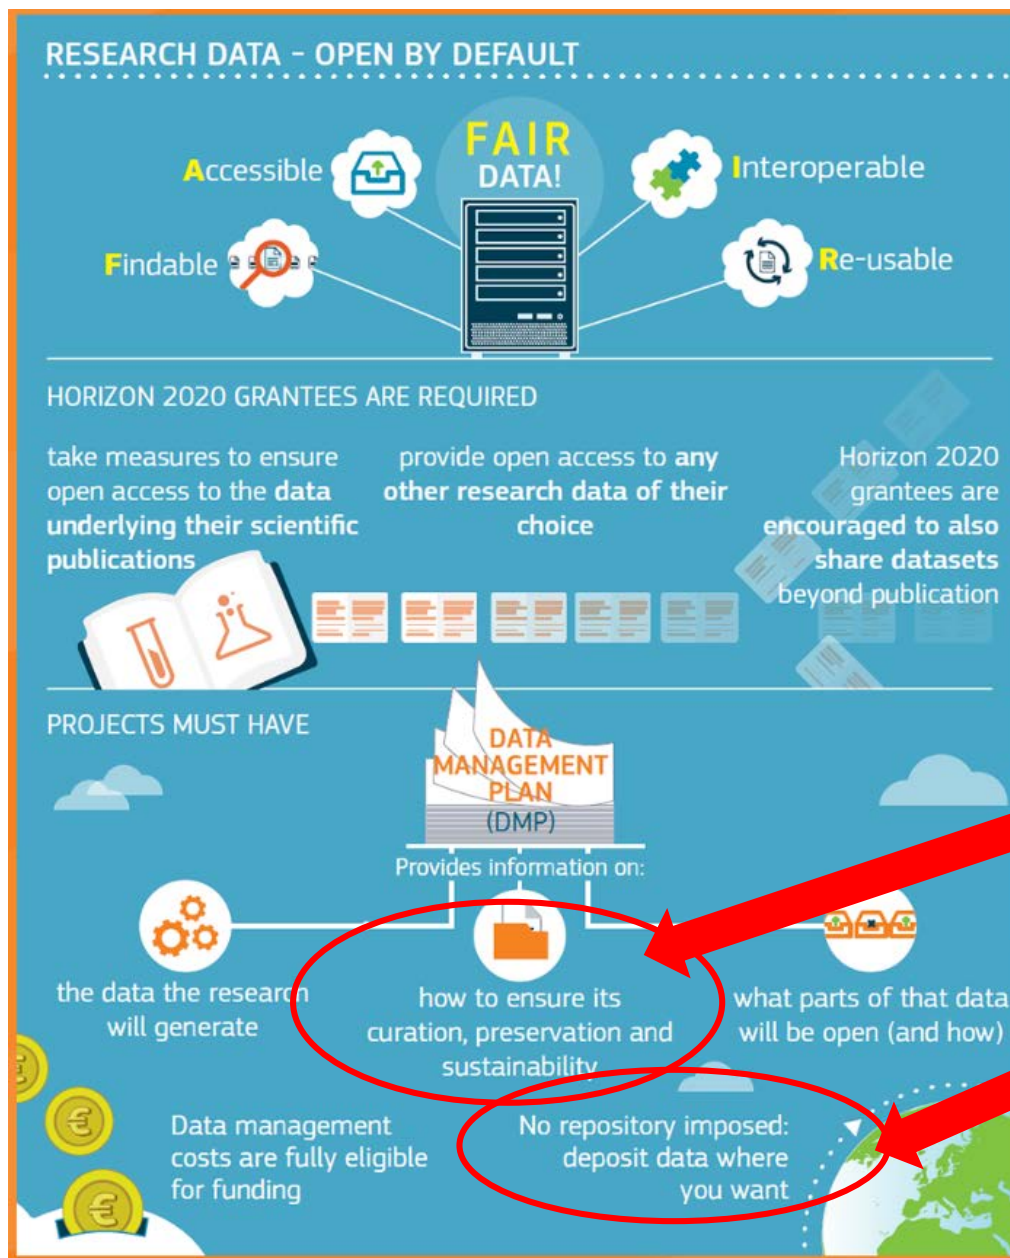 RESEARCH DATA - OPEN BY DEFAULT
FAIR
DATA!
Accessible
Interoperable
Findable
Re-usable
HORIZON 2020 GRANTEES ARE REQUIRED
take measures to ensure
open access to the data
underlying their scientific
publications
provide open access to any
other research data of their
choice
Horizon 2020
grantees are
encouraged to also
share datasets
beyond publication
PROJECTS MUST HAVE
DATA
MANAGEMENT
PLAN
(DMP)
Provides information on:
the data the research
will generate
how to ensure its
curation, preservation and
sustainability
what parts of that data
will be open (and how)
Data management
costs are fully eligible
for funding
No repository imposed:
deposit data where
you want
€
€
€